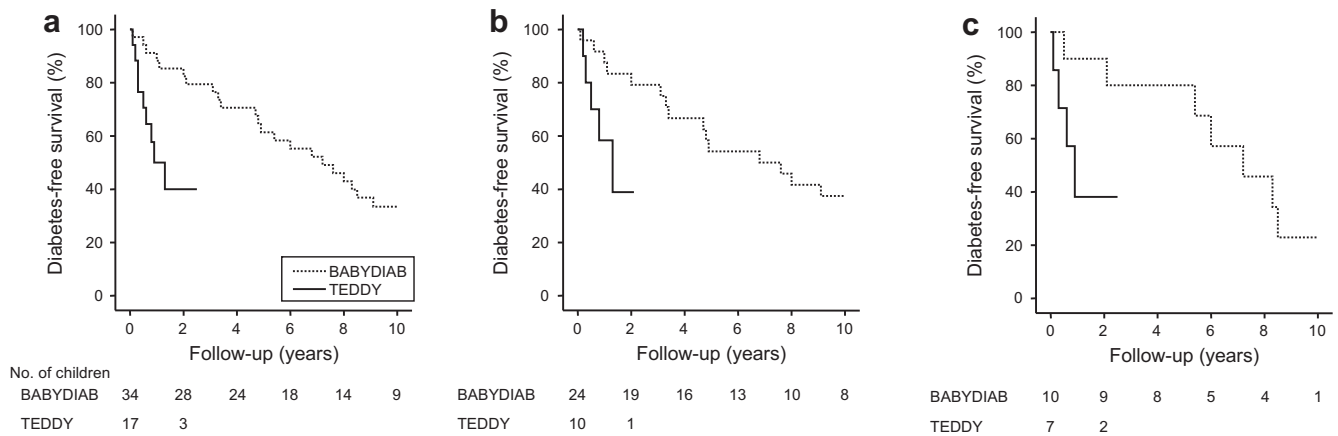 a
100
80
60
40
20
0
Diabetes-free survival (%)
BABYDIAB
TEDDY
0 2 4 6 8 10
Follow-up (years)
No. of children
BABYDIAB 34 28 24 18 14 9
TEDDY 17 3
b
100
80
60
40
20
0
Diabetes-free survival (%)
0 2 4 6 8 10
Follow-up (years)
BABYDIAB 24 19 16 13 10 8
TEDDY 10 1
c
100
80
60
40
20
0
Diabetes-free survival (%)
0 2 4 6 8 10
Follow-up (years)
BABYDIAB 10 9 8 5 4 1
TEDDY 7 2